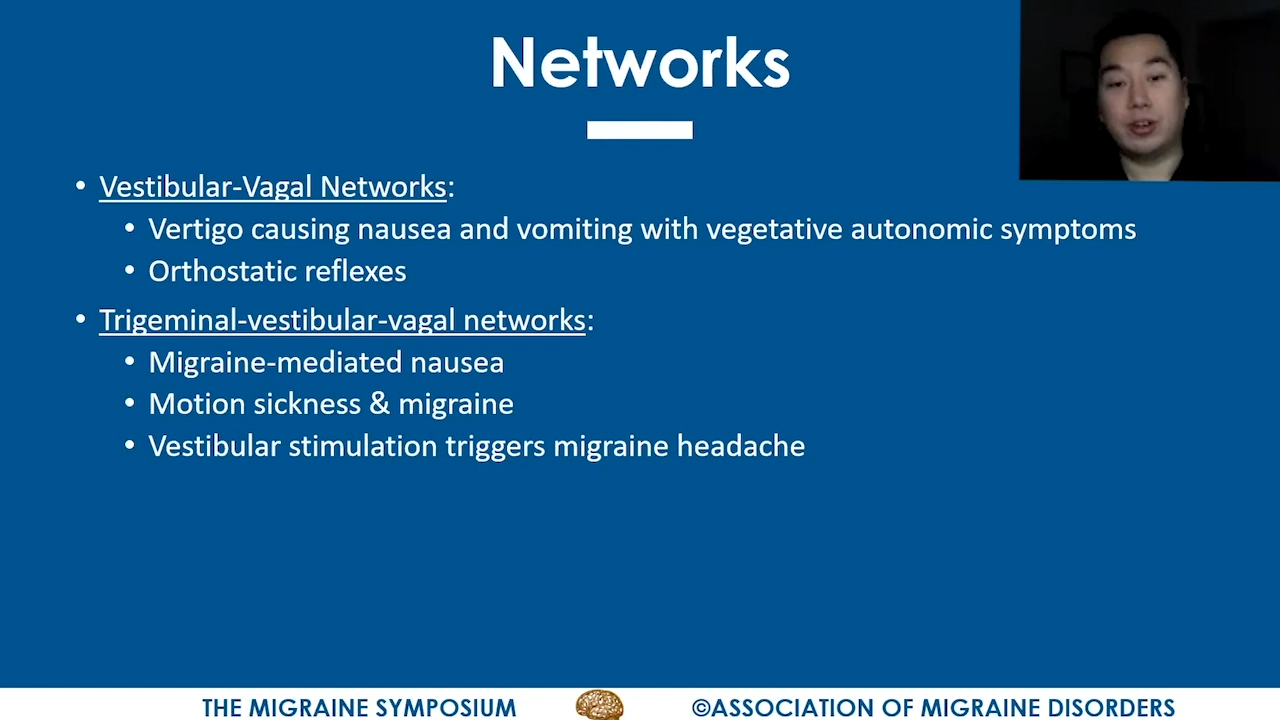 Networks
• Vestibular-Vagal Networks:
• Vertigo causing nausea and vomiting with vegetative autonomic symptoms
• Orthostatic reflexes
• Trigeminal-vestibular-vagal networks:
• Migraine-mediated nausea
• Motion sickness & migraine
• Vestibular stimulation triggers migraine headache
THE MIGRAINE SYMPOSIUM ©ASSOCIATION OF MIGRAINE DISORDERS